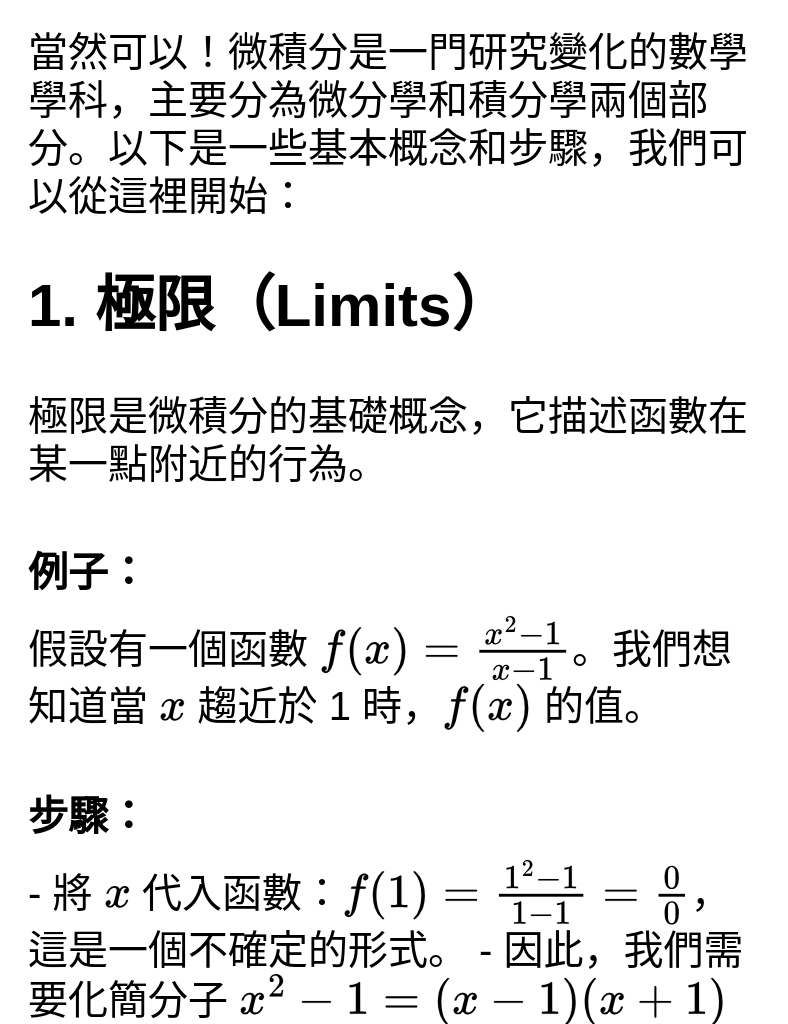 當然可以！微積分是一門研究變化的數學
學科，主要分為微分學和積分學兩個部
分。以下是一些基本概念和步驟，我們可
以從這裡開始：
1. 極限（Limits）
極限是微積分的基礎概念，它描述函數在
某一點附近的行為。
例子：
假設有一個函數 $f(x) = \frac{x^2-1}{x-1}$。我們想
知道當 $x$ 趨近於 1 時，$f(x)$ 的值。
步驟：
- 將 $x$ 代入函數：$f(1) = \frac{1^2-1}{1-1} = \frac{0}{0}$，
這是一個不確定的形式。 - 因此，我們需
要化簡分子 $x^2 - 1 = (x - 1)(x + 1)$